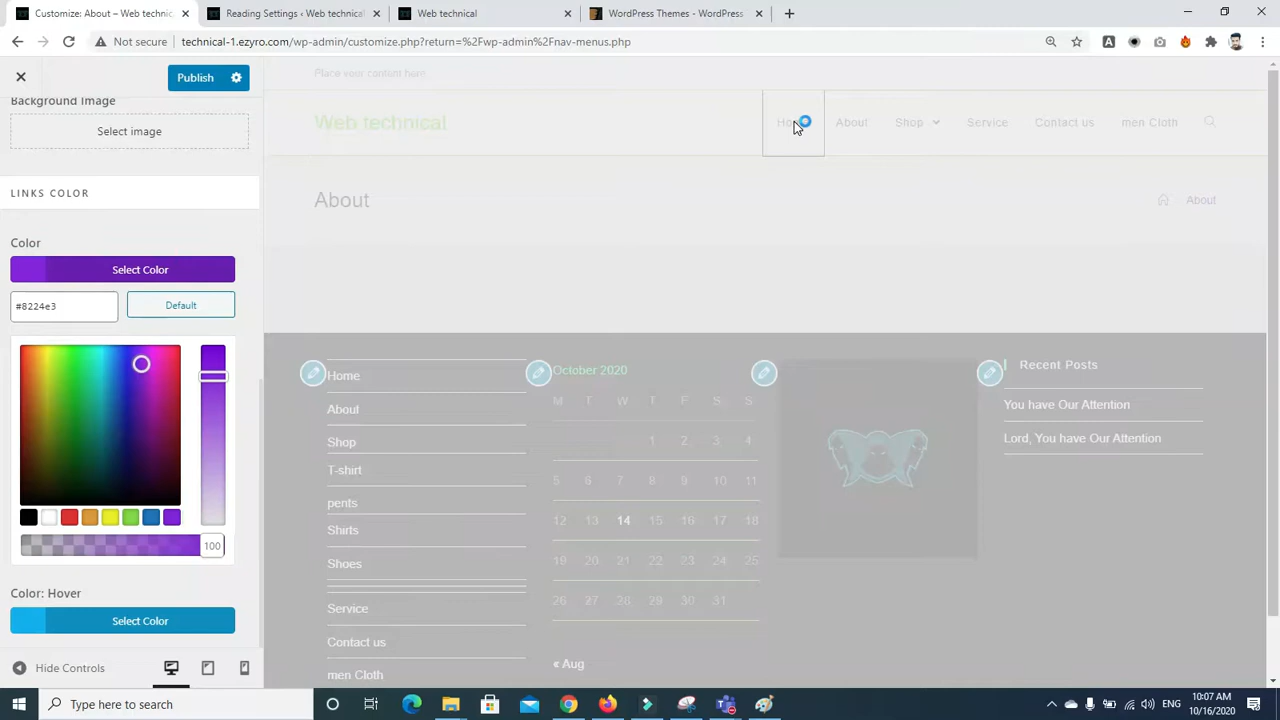 Customize: About – Web technic
Reading Settings ‹ Web technical
Web technical
WordPress Themes - WordPress
Not secure
technical-1.ezyro.com/wp-admin/customize.php?return=%2Fwp-admin%2Fnav-menus.php
Publish
Background Image
Select image
LINKS COLOR
Color
Select Color
#8224e3
Default
100
Color: Hover
Select Color
Hide Controls
Place your content here
Web technical
Home
About
Shop
Service
Contact us
men Cloth
About
About
Home
About
Shop
T-shirt
pents
Shirts
Shoes
Service
Contact us
men Cloth
October 2020
M T W T F S S
1 2 3 4
5 6 7 8 9 10 11
12 13 14 15 16 17 18
19 20 21 22 23 24 25
26 27 28 29 30 31
« Aug
Recent Posts
You have Our Attention
Lord, You have Our Attention
Type here to search
ENG
10:07 AM
10/16/2020